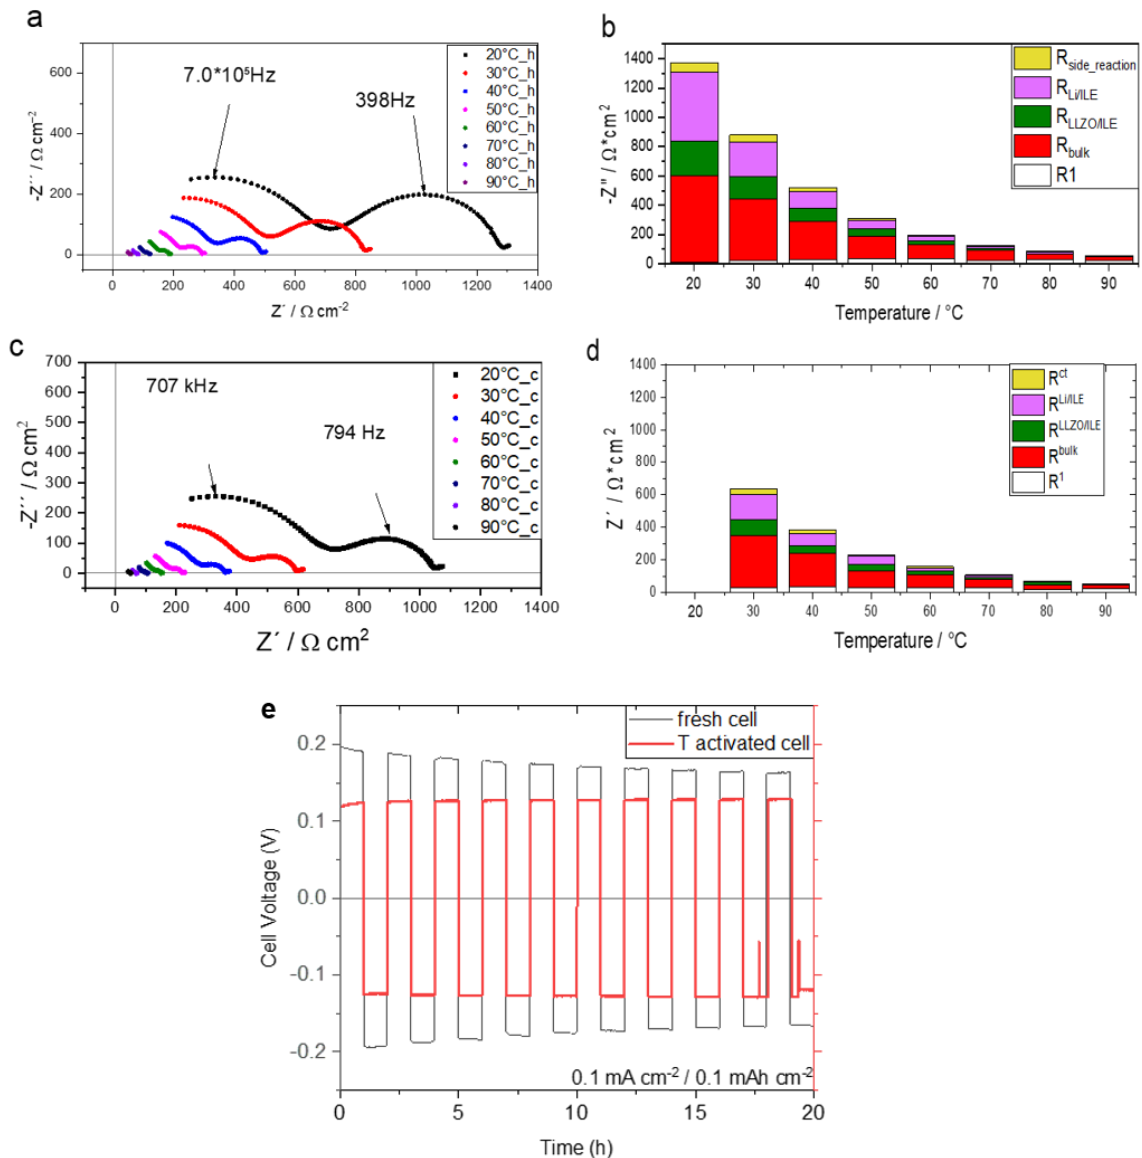 a
-Z´´ / Ω cm⁻²
600
400
200
0
7.0*10⁵Hz
398Hz
20°C_h
30°C_h
40°C_h
50°C_h
60°C_h
70°C_h
80°C_h
90°C_h
0 200 400 600 800 1000 1200 1400
Z´ / Ω cm⁻²
b
-Z" / Ω*cm²
1400
1200
1000
800
600
400
200
0
R_side_reaction
R_Li/ILE
R_LLZO/ILE
R_bulk
R1
20 30 40 50 60 70 80 90
Temperature / °C
c
-Z´´ / Ω cm²
700
600
500
400
300
200
100
0
707 kHz
794 Hz
20°C_c
30°C_c
40°C_c
50°C_c
60°C_c
70°C_c
80°C_c
90°C_c
0 200 400 600 800 1000 1200 1400
Z´ / Ω cm²
d
Z´ / Ω*cm²
1400
1200
1000
800
600
400
200
0
R^ct
R^Li/ILE
R^LLZO/ILE
R^bulk
R¹
20 30 40 50 60 70 80 90
Temperature / °C
e
Cell Voltage (V)
0.2
0.1
0.0
-0.1
-0.2
fresh cell
T activated cell
0.1 mA cm⁻² / 0.1 mAh cm⁻²
0 5 10 15 20
Time (h)